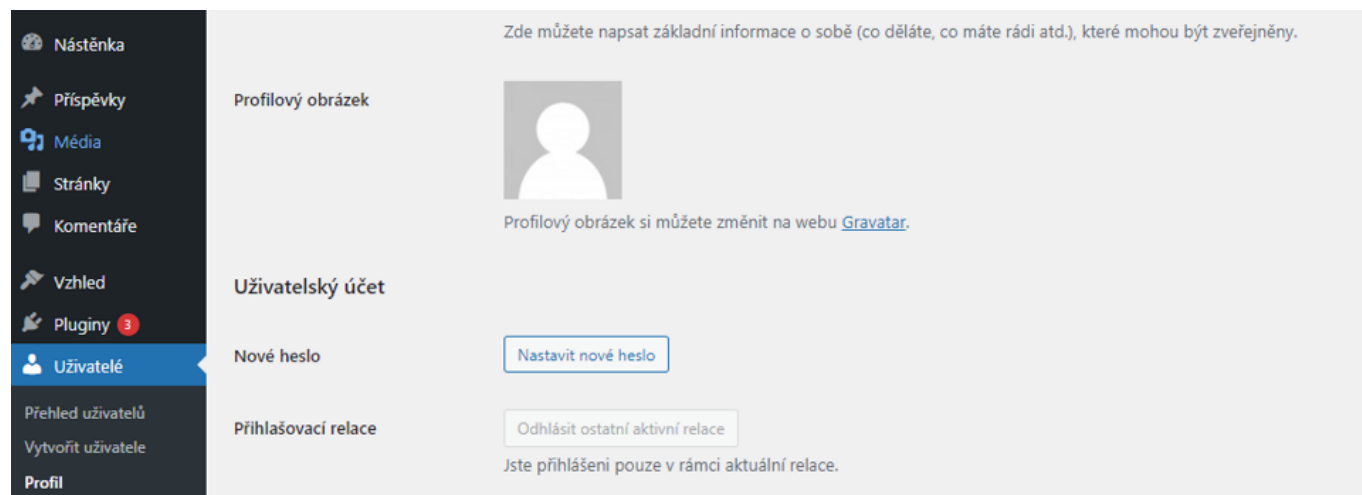 Nástěnka
Příspěvky
Média
Stránky
Komentáře
Vzhled
Pluginy 3
Uživatelé
Přehled uživatelů
Vytvořit uživatele
Profil
Zde můžete napsat základní informace o sobě (co děláte, co máte rádi atd.), které mohou být zveřejněny.
Profilový obrázek
Profilový obrázek si můžete změnit na webu Gravatar.
Uživatelský účet
Nové heslo
Nastavit nové heslo
Přihlašovací relace
Odhlásit ostatní aktivní relace
Jste přihlášeni pouze v rámci aktuální relace.